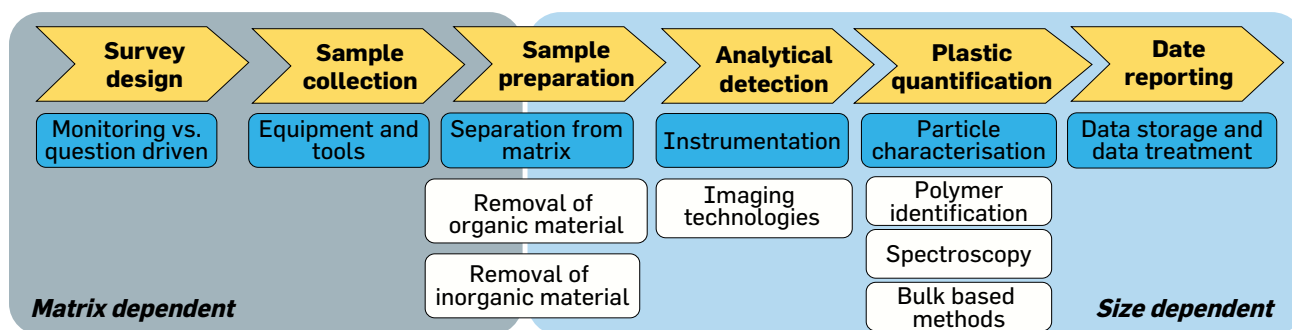 Survey
design
Sample
collection
Sample
preparation
Analytical
detection
Plastic
quantification
Date
reporting
Monitoring vs.
question driven
Equipment and
tools
Separation from
matrix
Instrumentation
Particle
characterisation
Data storage and
data treatment
Removal of
organic material
Imaging
technologies
Polymer
identification
Spectroscopy
Removal of
inorganic material
Bulk based
methods
Matrix dependent
Size dependent